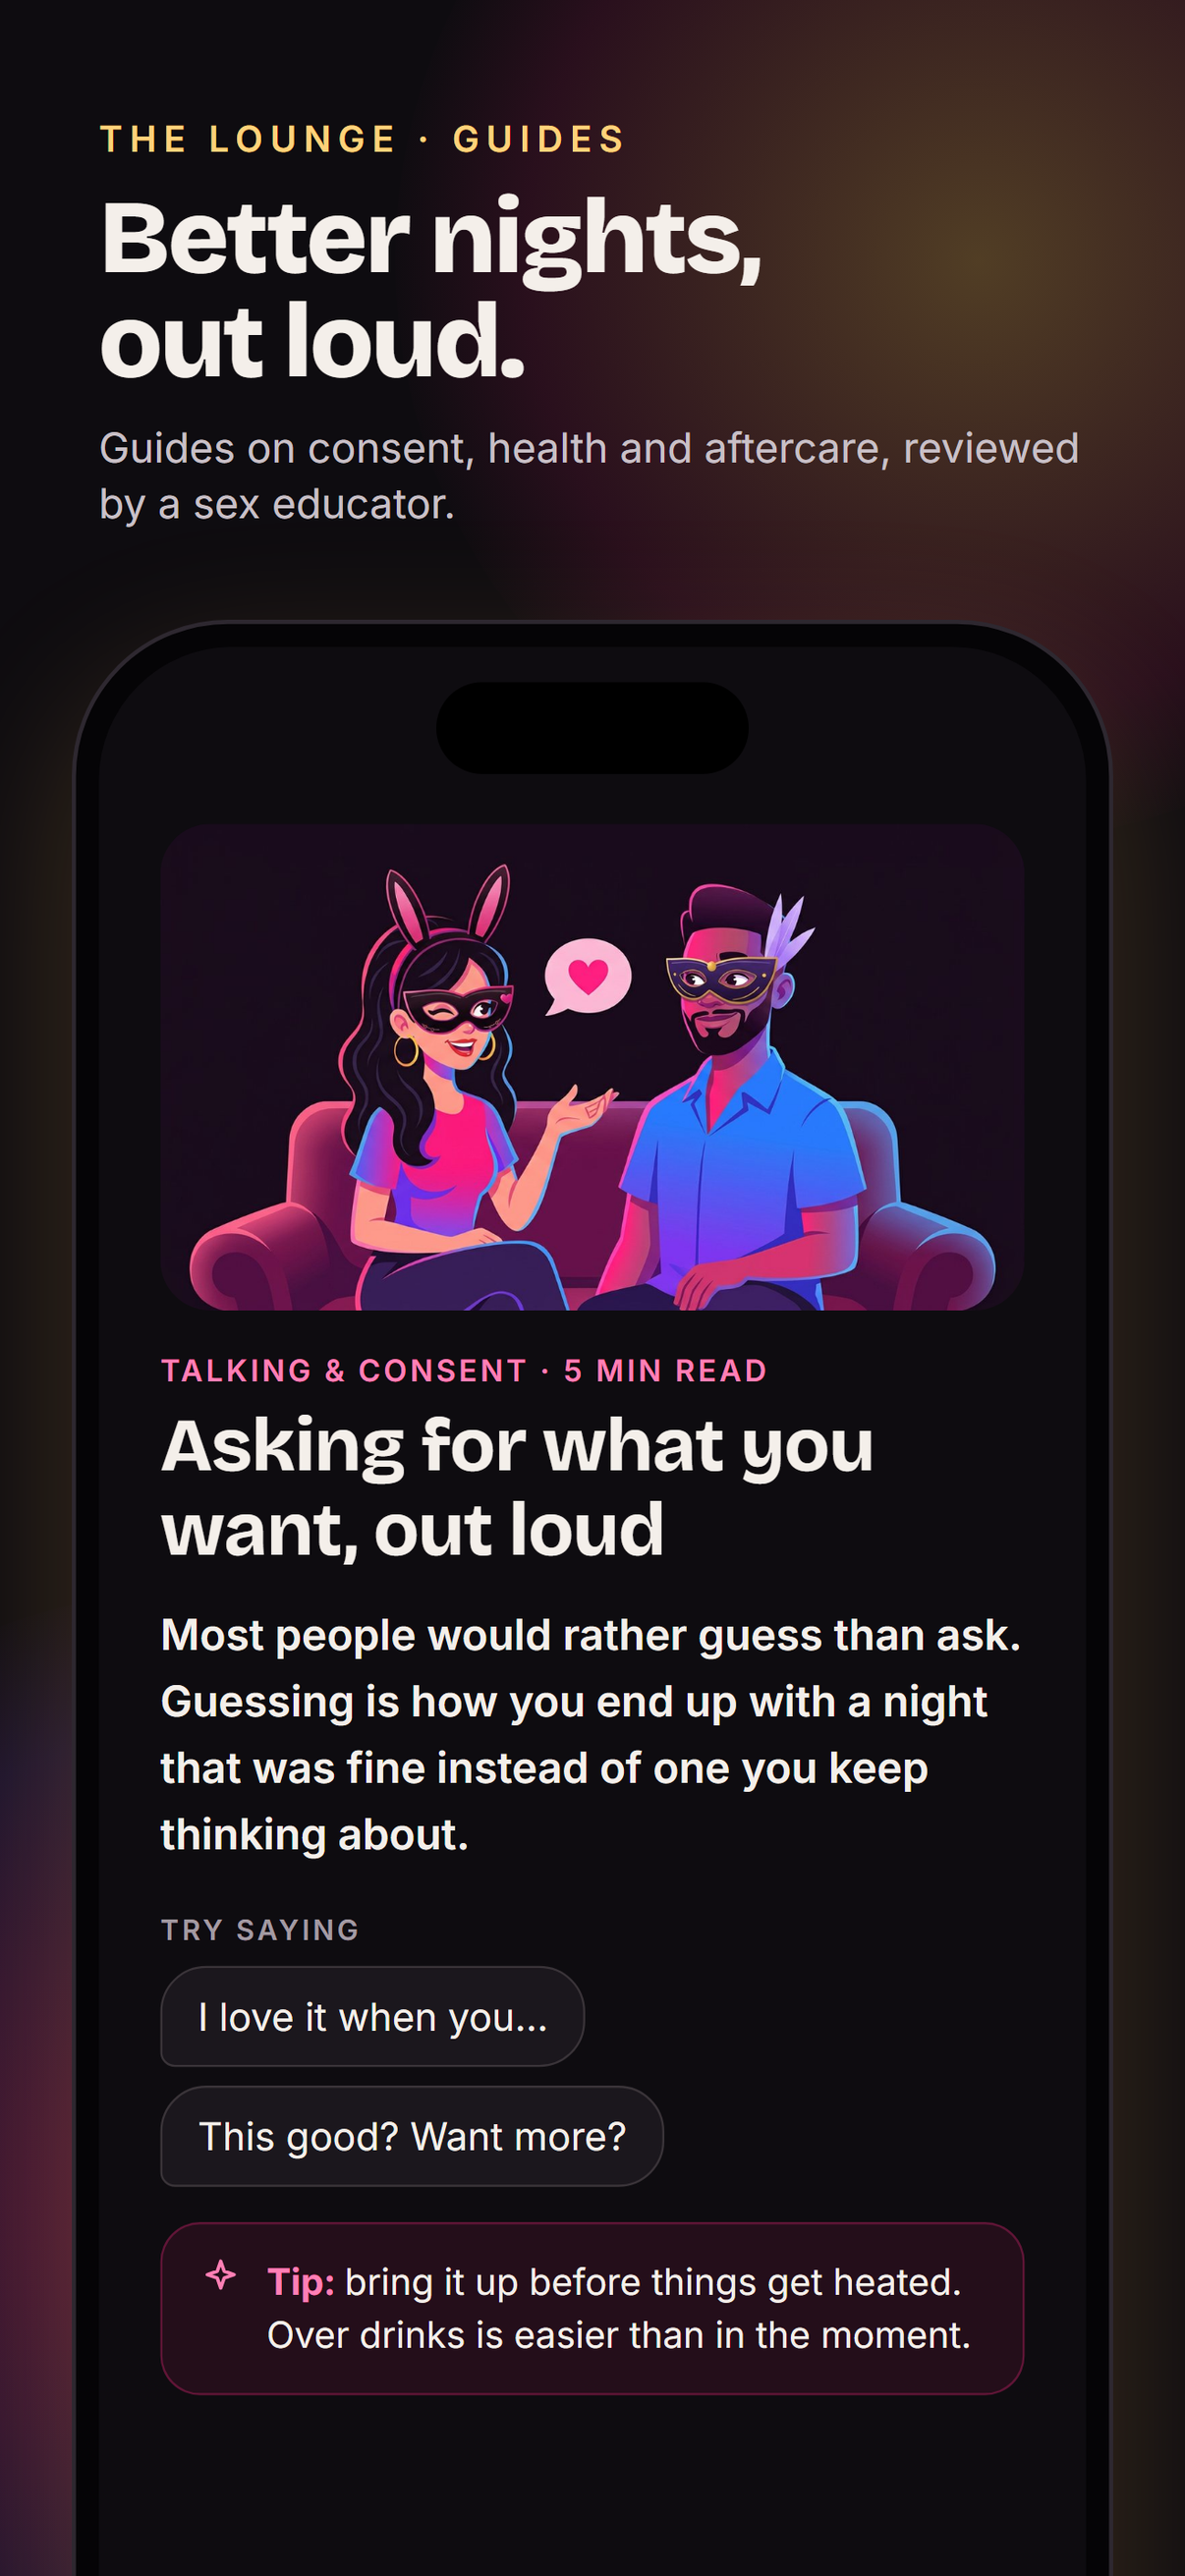 THE LOUNGE · GUIDES
Better nights,
out loud.
Guides on consent, health and aftercare, reviewed
by a sex educator.
TALKING & CONSENT · 5 MIN READ
Asking for what you
want, out loud
Most people would rather guess than ask.
Guessing is how you end up with a night
that was fine instead of one you keep
thinking about.
TRY SAYING
I love it when you...
This good? Want more?
Tip: bring it up before things get heated.
Over drinks is easier than in the moment.